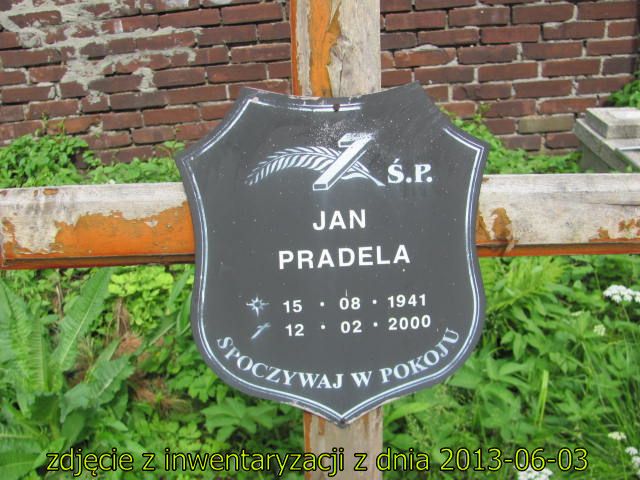 Ś.P.
JAN
PRADELA
15 · 08 · 1941
12 · 02 · 2000
SPOCZYWAJ W POKOJU
zdjęcie z inwentaryzacji z dnia 2013-06-03